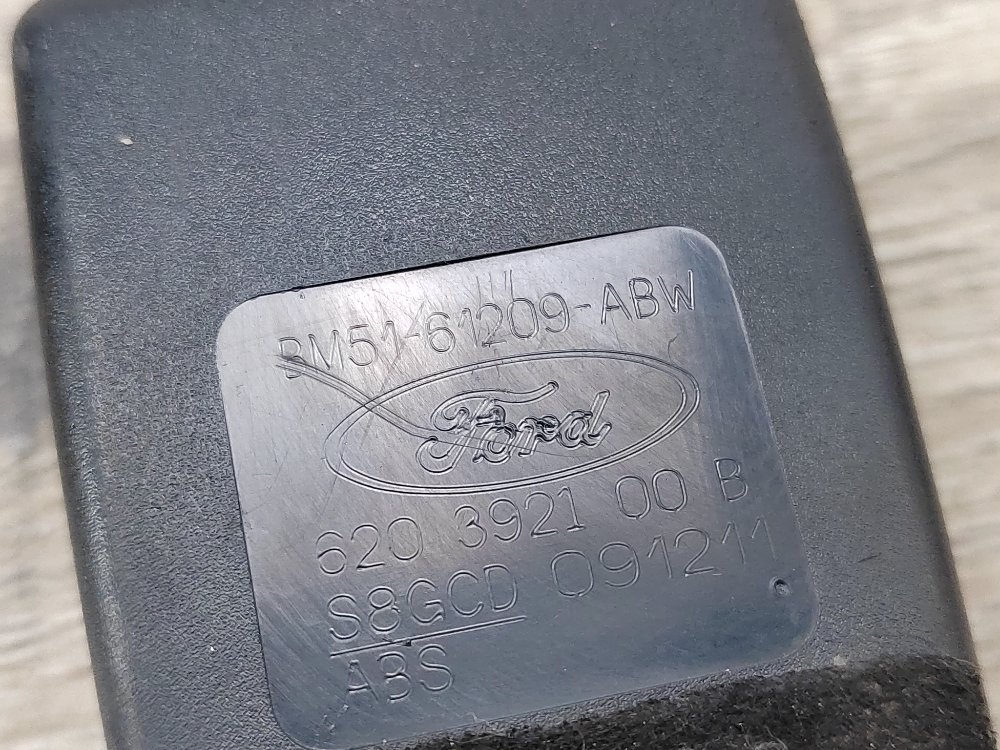 BM51-61209-ABW
Ford
620 3921 00 B
S8GCD 091211
ABS